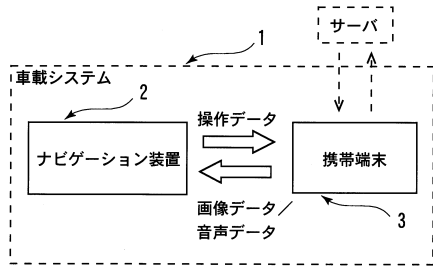 サーバ
1
車載システム
2
操作データ
ナビゲーション装置
携帯端末
画像データ／
音声データ
3